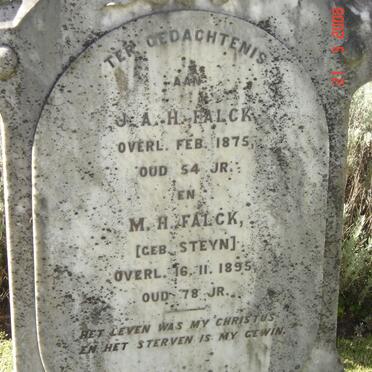 TER GEDACHTENIS
AAN
J. A. H. FALCK
OVERL. FEB. 1875,
OUD 54 JR.
EN
M. H. FALCK,
[GEB. STEYN]
OVERL. 16. 11. 1895,
OUD 78 JR.
HET LEVEN WAS MY CHRISTUS
EN HET STERVEN IS MY GEWIN.
21 5 2008